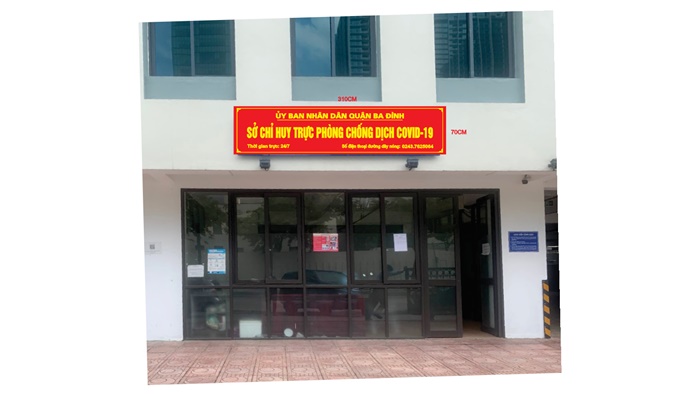 310CM
ỦY BAN NHÂN DÂN QUẬN BA ĐÌNH
SỞ CHỈ HUY TRỰC PHÒNG CHỐNG DỊCH COVID-19
70CM
Thời gian trực: 24/7
Số điện thoại đường dây nóng: 0243.7625964